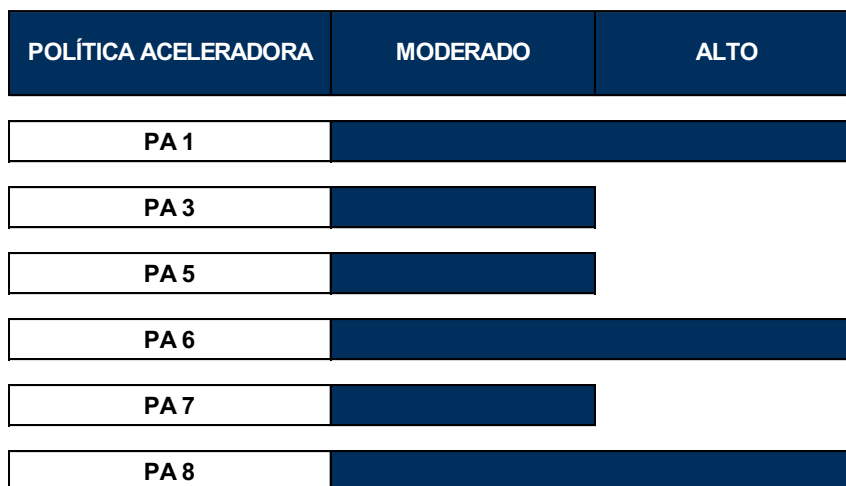 POLÍTICA ACELERADORA MODERADO ALTO
PA 1
PA 3
PA 5
PA 6
PA 7
PA 8